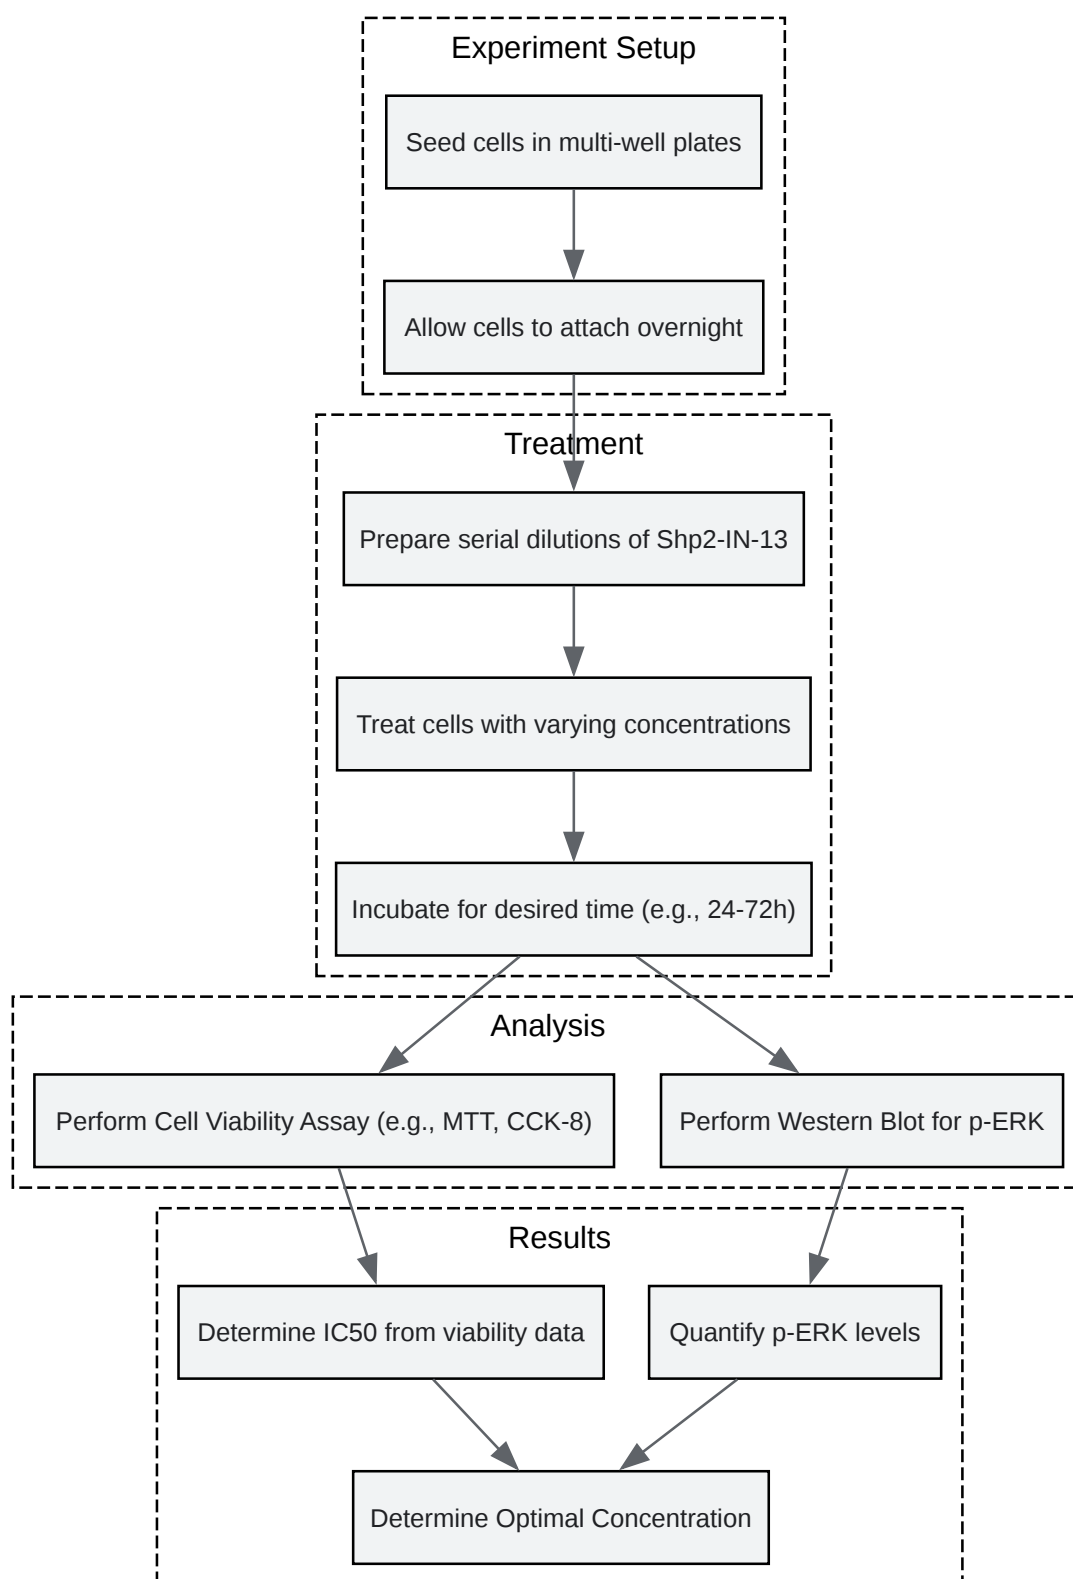 Experiment Setup
Seed cells in multi-well plates
Allow cells to attach overnight
Treatment
Prepare serial dilutions of Shp2-IN-13
Treat cells with varying concentrations
Incubate for desired time (e.g., 24-72h)
Analysis
Perform Cell Viability Assay (e.g., MTT, CCK-8)
Perform Western Blot for p-ERK
Results
Determine IC50 from viability data
Quantify p-ERK levels
Determine Optimal Concentration